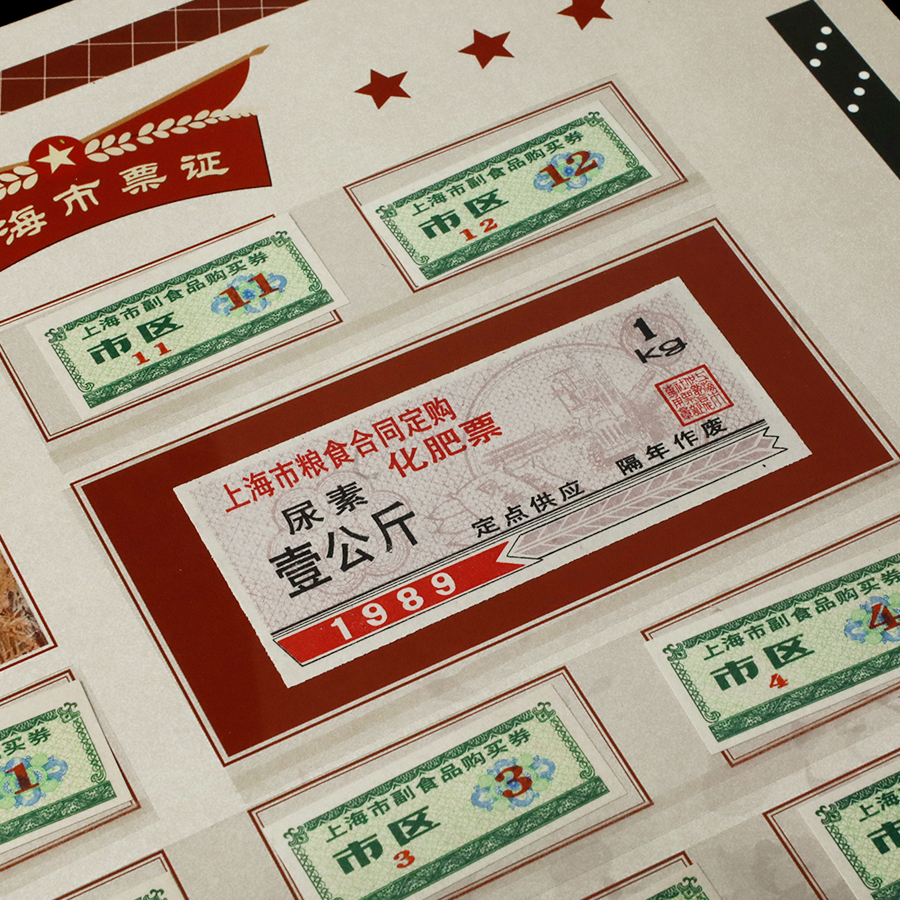 海市票证
上海市副食品购买券
市区
12
12
上海市副食品购买券
市区
11
11
1
kg
上海市粮食合同定购
化肥票
尿素
壹公斤
定点供应 隔年作废
1989
上海市副食品购买券
市区
4
4
买券
1
上海市副食品购买券
市区
3
3
上海
市